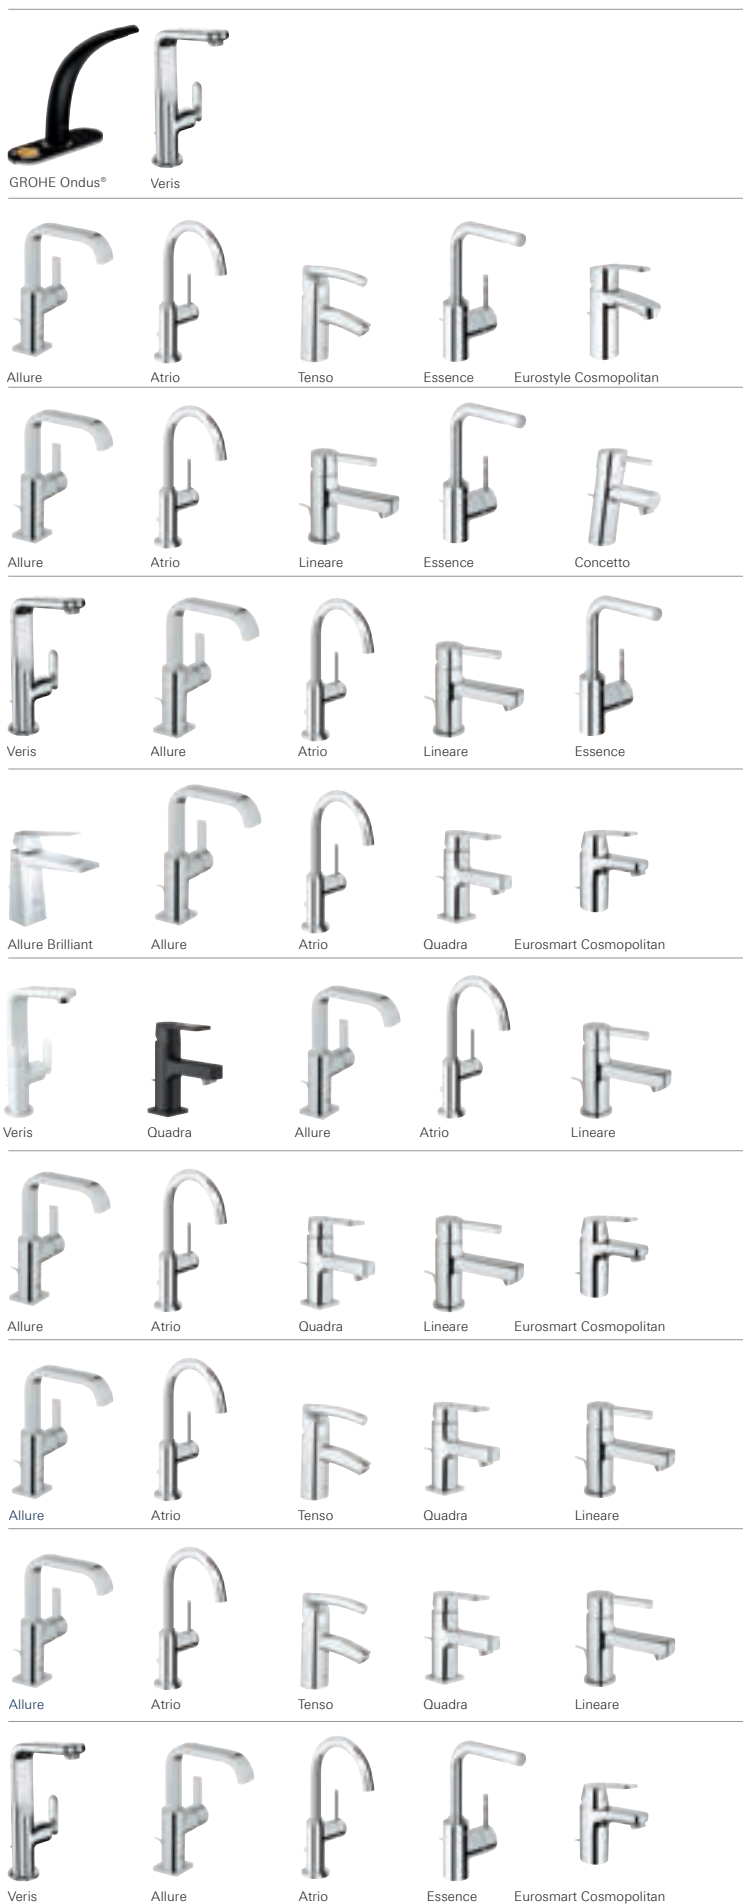 GROHE Ondus® Veris
Allure Atrio Tenso Essence Eurostyle Cosmopolitan
Allure Atrio Lineare Essence Concetto
Veris Allure Atrio Lineare Essence
Allure Brilliant Allure Atrio Quadra Eurosmart Cosmopolitan
Veris Quadra Allure Atrio Lineare
Allure Atrio Quadra Lineare Eurosmart Cosmopolitan
Allure Atrio Tenso Quadra Lineare
Allure Atrio Tenso Quadra Lineare
Veris Allure Atrio Essence Eurosmart Cosmopolitan